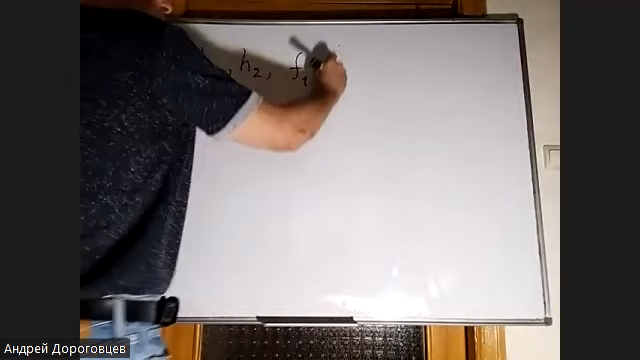 , h₂, f₁
Андрей Дороговцев